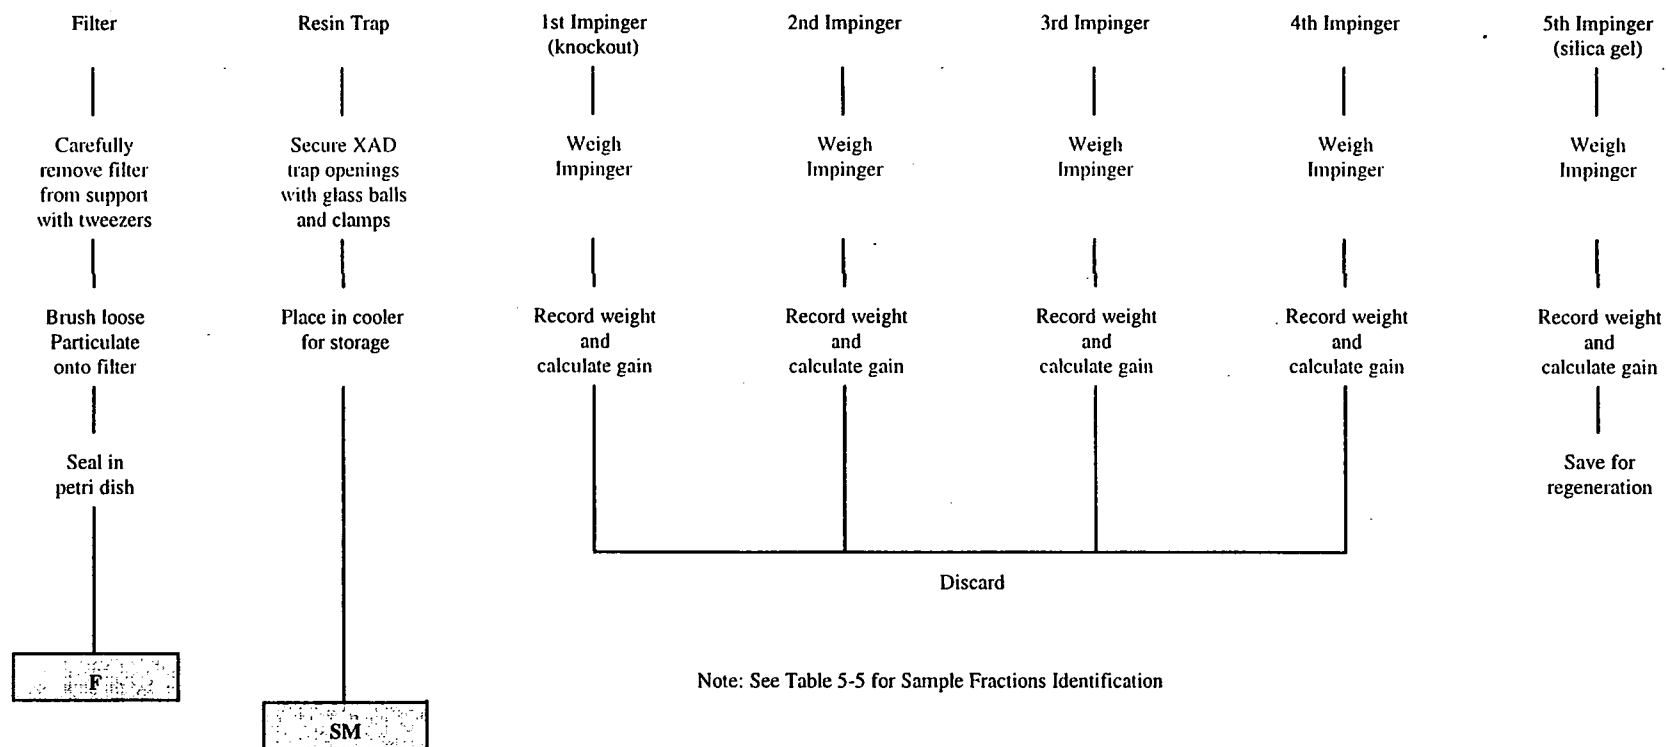 Filter
Carefully
remove filter
from support
with tweezers
Brush loose
Particulate
onto filter
Seal in
petri dish
F
Resin Trap
Secure XAD
trap openings
with glass balls
and clamps
Place in cooler
for storage
SM
1st Impinger
(knockout)
Weigh
Impinger
Record weight
and
calculate gain
2nd Impinger
Weigh
Impinger
Record weight
and
calculate gain
3rd Impinger
Weigh
Impinger
Record weight
and
calculate gain
4th Impinger
Weigh
Impinger
Record weight
and
calculate gain
Discard
5th Impinger
(silica gel)
Weigh
Impinger
Record weight
and
calculate gain
Save for
regeneration
Note: See Table 5-5 for Sample Fractions Identification